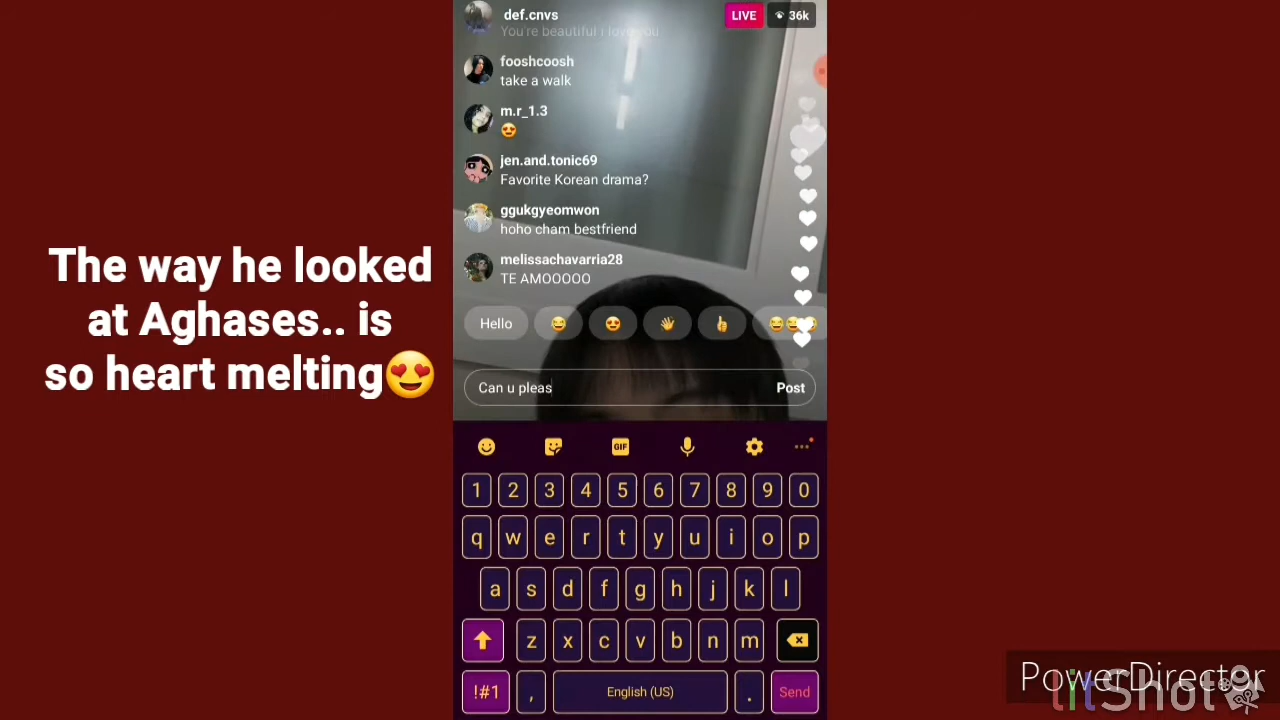 The way he looked
at Aghases.. is
so heart melting😍
def.cnvs
LIVE 36k
You're beautiful i love you
fooshcoosh
take a walk
m.r_1.3
😍
jen.and.tonic69
Favorite Korean drama?
ggukgyeomwon
hoho cham bestfriend
melissachavarria28
TE AMOOOOO
Hello 😂 😍 👋 👍 😂😂😍
Can u pleas Post
GIF
1 2 3 4 5 6 7 8 9 0
q w e r t y u i o p
a s d f g h j k l
z x c v b n m
!#1 , English (US) . Send
PowerDirector
litShot